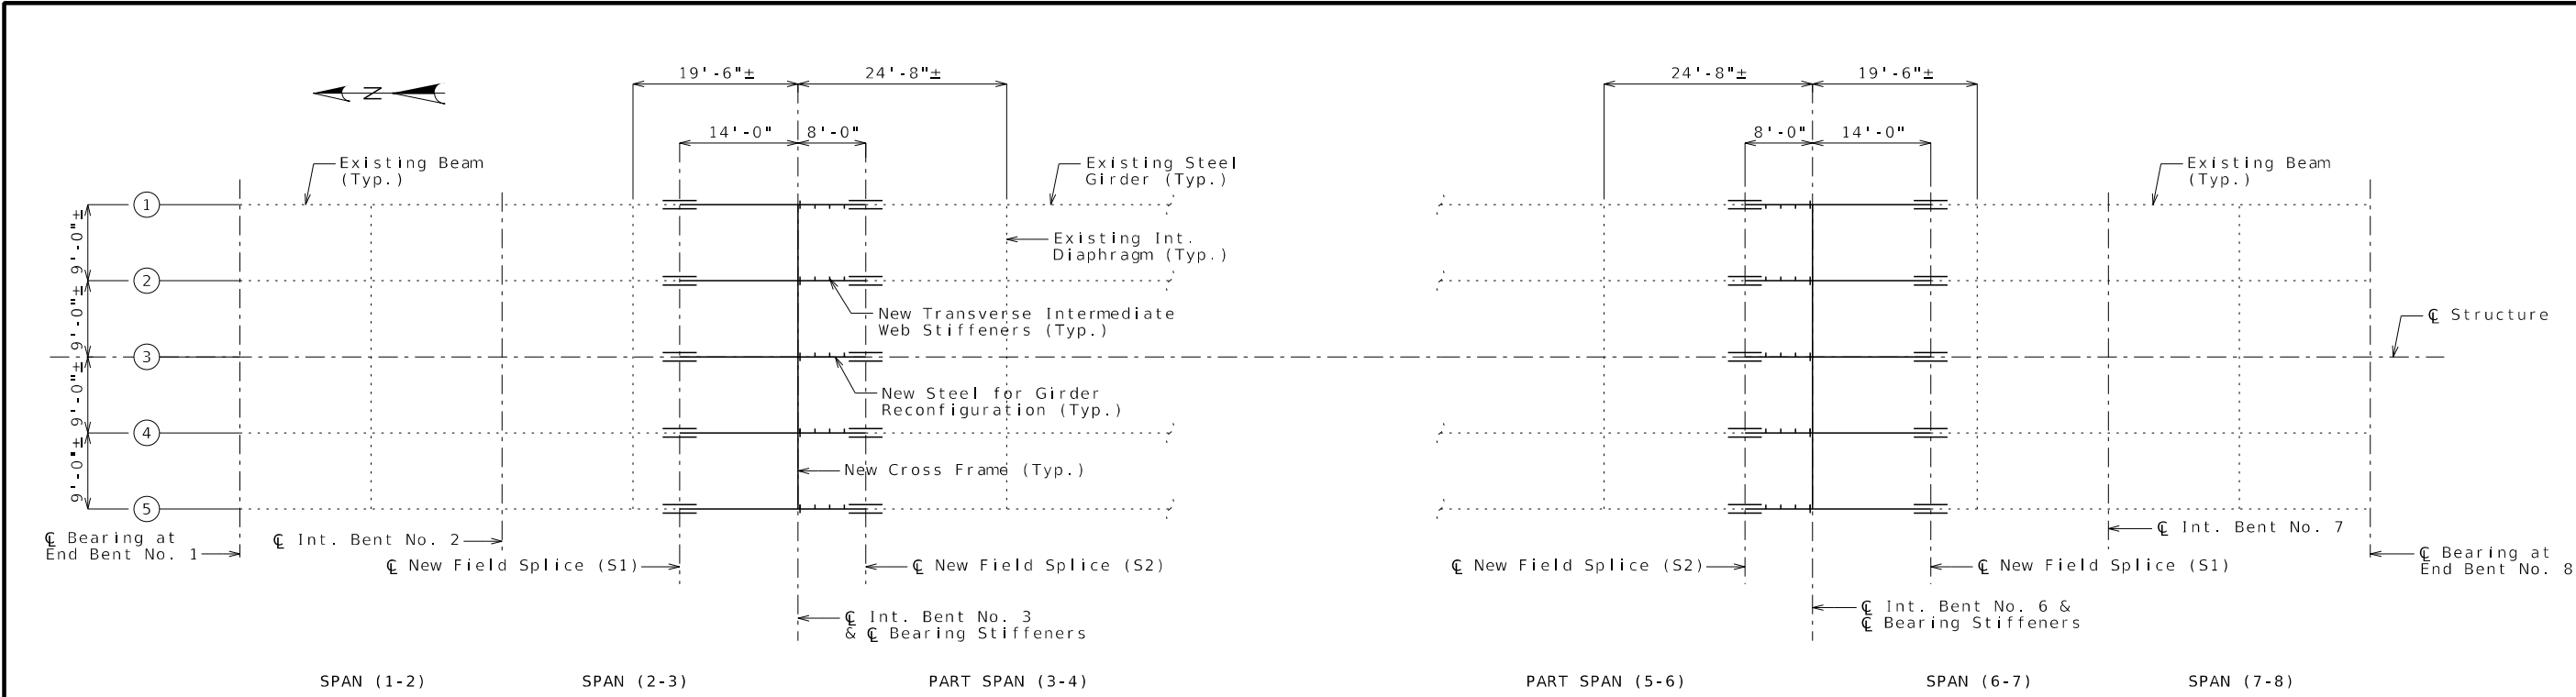 19'-6"±
24'-8"±
24'-8"±
19'-6"±
N
14'-0"
8'-0"
8'-0"
14'-0"
Existing Beam
(Typ.)
Existing Steel
Girder (Typ.)
Existing Beam
(Typ.)
1
9'-0"±
Existing Int.
Diaphragm (Typ.)
2
9'-0"±
New Transverse Intermediate
Web Stiffeners (Typ.)
℄ Structure
3
9'-0"±
New Steel for Girder
Reconfiguration (Typ.)
4
9'-0"±
New Cross Frame (Typ.)
5
℄ Bearing at
End Bent No. 1
℄ Int. Bent No. 2
℄ Int. Bent No. 7
℄ Bearing at
End Bent No. 8
℄ New Field Splice (S1)
℄ New Field Splice (S2)
℄ New Field Splice (S2)
℄ New Field Splice (S1)
℄ Int. Bent No. 3
& ℄ Bearing Stiffeners
℄ Int. Bent No. 6 &
℄ Bearing Stiffeners
SPAN (1-2)
SPAN (2-3)
PART SPAN (3-4)
PART SPAN (5-6)
SPAN (6-7)
SPAN (7-8)